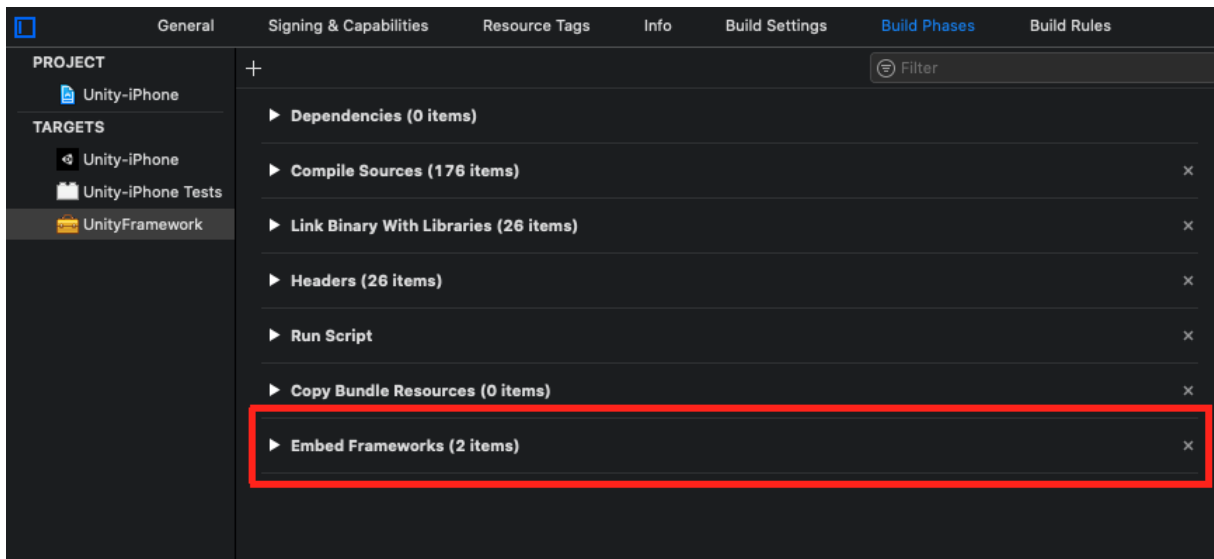 General Signing & Capabilities Resource Tags Info Build Settings Build Phases Build Rules
PROJECT
Unity-iPhone
TARGETS
Unity-iPhone
Unity-iPhone Tests
UnityFramework
+ Filter
Dependencies (0 items)
Compile Sources (176 items) ×
Link Binary With Libraries (26 items) ×
Headers (26 items) ×
Run Script ×
Copy Bundle Resources (0 items) ×
Embed Frameworks (2 items) ×